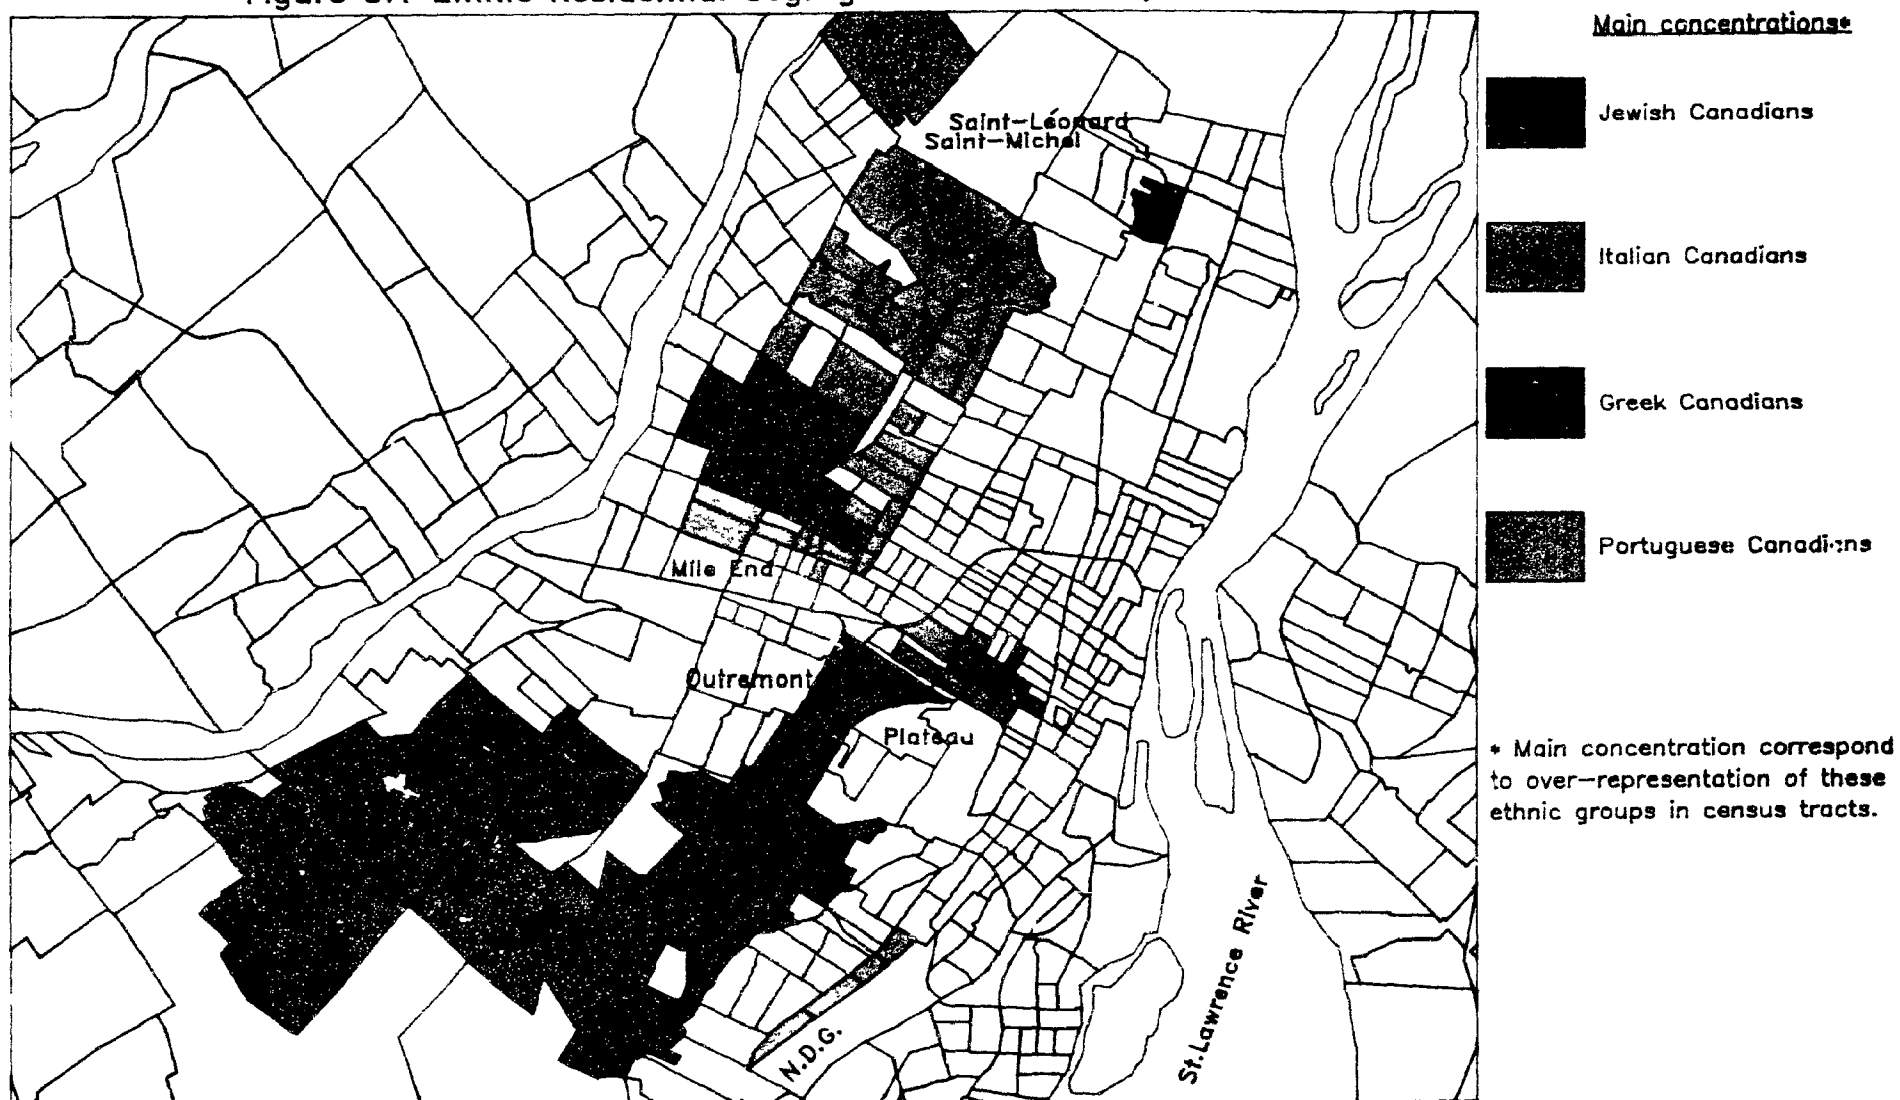 Main concentrations*
Jewish Canadians
Italian Canadians
Greek Canadians
Portuguese Canadians
* Main concentration correspond
to over-representation of these
ethnic groups in census tracts.
Saint-Léonard
Saint-Michel
Mile End
Outremont
Plateau
N.D.G.
St.Lawrence River